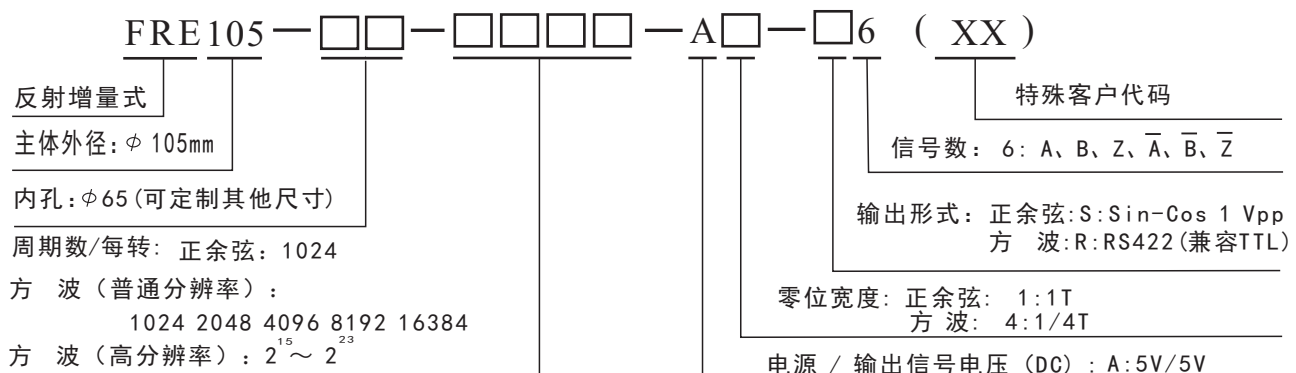 FRE105—□□—□□□□—A□—□6 (XX)
反射增量式
特殊客户代码
主体外径:φ 105mm
信号数: 6: A、B、Z、A̅、B̅、Z̅
内孔:φ65(可定制其他尺寸)
输出形式: 正余弦:S:Sin-Cos 1 Vpp
方 波:R:RS422(兼容TTL)
周期数/每转: 正余弦: 1024
方 波(普通分辨率):
1024 2048 4096 8192 16384
零位宽度: 正余弦: 1:1T
方 波: 4:1/4T
方 波(高分辨率):2¹⁵~ 2²³
电源 / 输出信号电压 (DC) : A:5V/5V